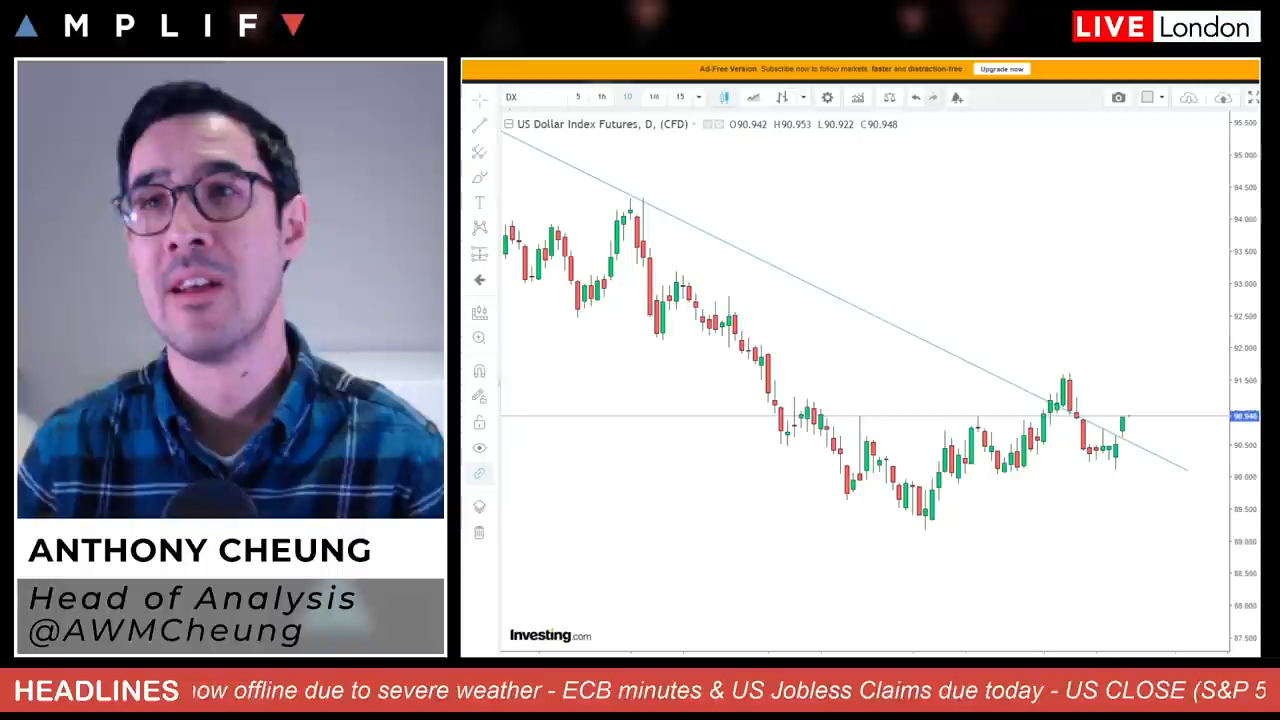 MPLIF
LIVE London
Ad-Free Version. Subscribe now to follow markets, faster and distraction-free
Upgrade now
DX
5
1h
1D
1M
15
US Dollar Index Futures, D, (CFD)
O90.942 H90.953 L90.922 C90.948
95.500
95.000
94.500
94.000
93.500
93.000
92.500
92.000
91.500
90.948
90.500
90.000
89.500
89.000
88.500
88.000
87.500
Investing.com
ANTHONY CHEUNG
Head of Analysis
@AWMCheung
HEADLINES
now offline due to severe weather - ECB minutes & US Jobless Claims due today - US CLOSE (S&P 5